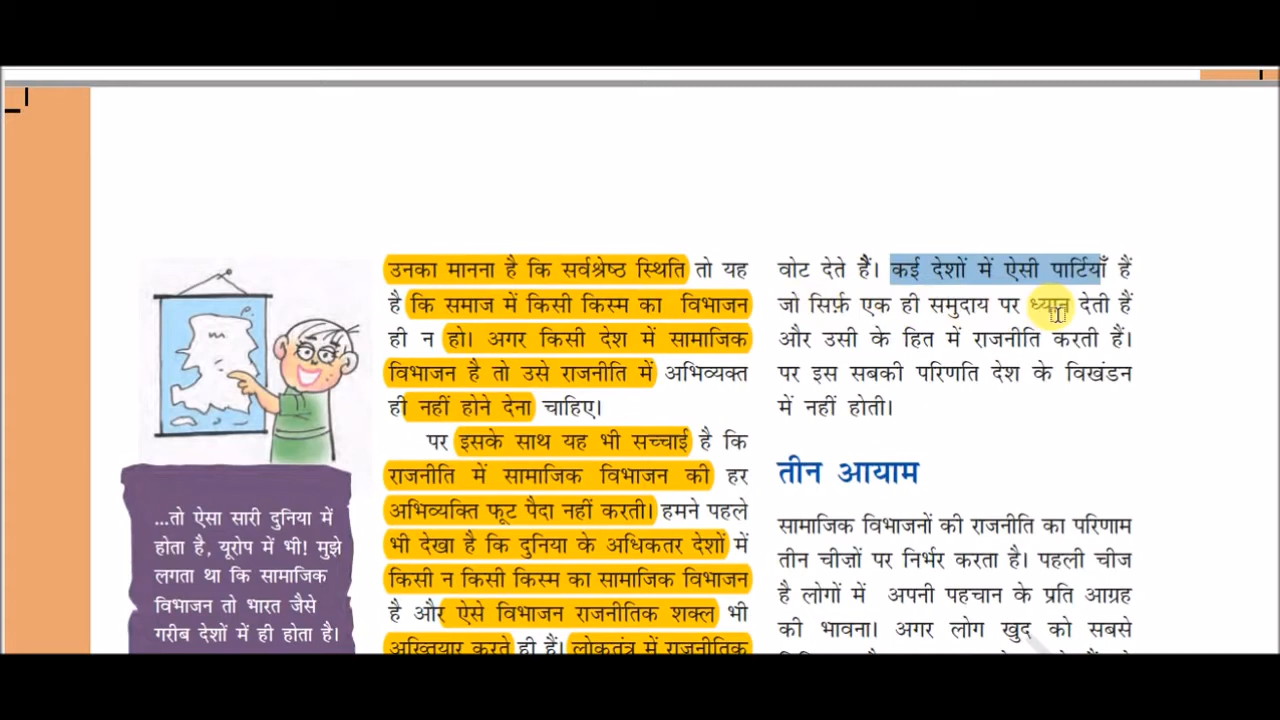 उनका मानना है कि सर्वश्रेष्ठ स्थिति तो यह
है कि समाज में किसी किस्म का विभाजन
ही न हो। अगर किसी देश में सामाजिक
विभाजन है तो उसे राजनीति में अभिव्यक्त
ही नहीं होने देना चाहिए।
पर इसके साथ यह भी सच्चाई है कि
राजनीति में सामाजिक विभाजन की हर
अभिव्यक्ति फूट पैदा नहीं करती। हमने पहले
भी देखा है कि दुनिया के अधिकतर देशों में
किसी न किसी किस्म का सामाजिक विभाजन
है और ऐसे विभाजन राजनीतिक शक्ल भी
अख्तियार करते ही हैं। लोकतंत्र में राजनीतिक
...तो ऐसा सारी दुनिया में
होता है, यूरोप में भी! मुझे
लगता था कि सामाजिक
विभाजन तो भारत जैसे
गरीब देशों में ही होता है।
वोट देते हैं। कई देशों में ऐसी पार्टियाँ हैं
जो सिर्फ़ एक ही समुदाय पर ध्यान देती हैं
और उसी के हित में राजनीति करती हैं।
पर इस सबकी परिणति देश के विखंडन
में नहीं होती।
तीन आयाम
सामाजिक विभाजनों की राजनीति का परिणाम
तीन चीज़ों पर निर्भर करता है। पहली चीज
है लोगों में अपनी पहचान के प्रति आग्रह
की भावना। अगर लोग खुद को सबसे